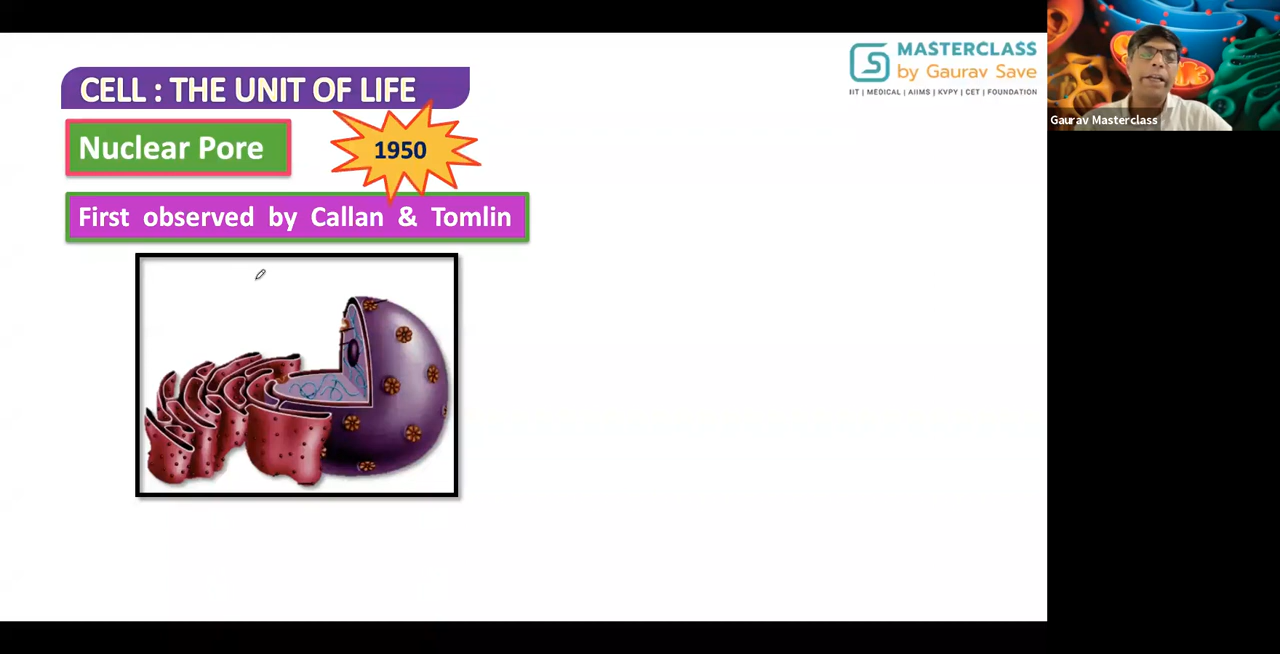 CELL : THE UNIT OF LIFE
Nuclear Pore
1950
First observed by Callan & Tomlin
MASTERCLASS
by Gaurav Save
IIT | MEDICAL | AIIMS | KVPY | CET | FOUNDATION
Gaurav Masterclass